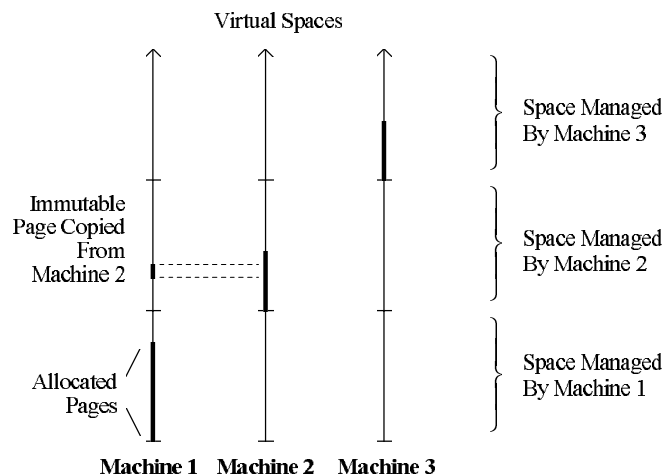 Virtual Spaces
Space Managed
By Machine 3
Immutable
Page Copied
From
Machine 2
Space Managed
By Machine 2
Allocated
Pages
Space Managed
By Machine 1
Machine 1 Machine 2 Machine 3